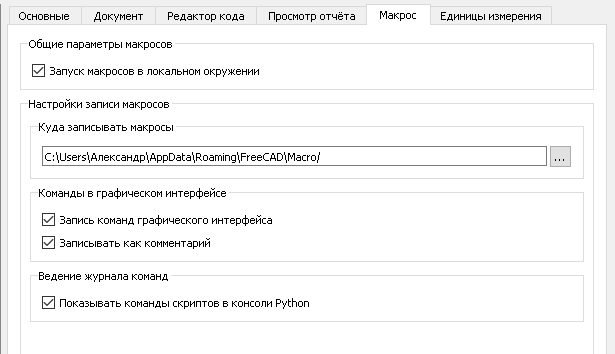 Основные Документ Редактор кода Просмотр отчёта Макрос Единицы измерения
Общие параметры макросов
Запуск макросов в локальном окружении
Настройки записи макросов
Куда записывать макросы
C:\Users\Александр\AppData\Roaming\FreeCAD\Macro/
...
Команды в графическом интерфейсе
Запись команд графического интерфейса
Записывать как комментарий
Ведение журнала команд
Показывать команды скриптов в консоли Python